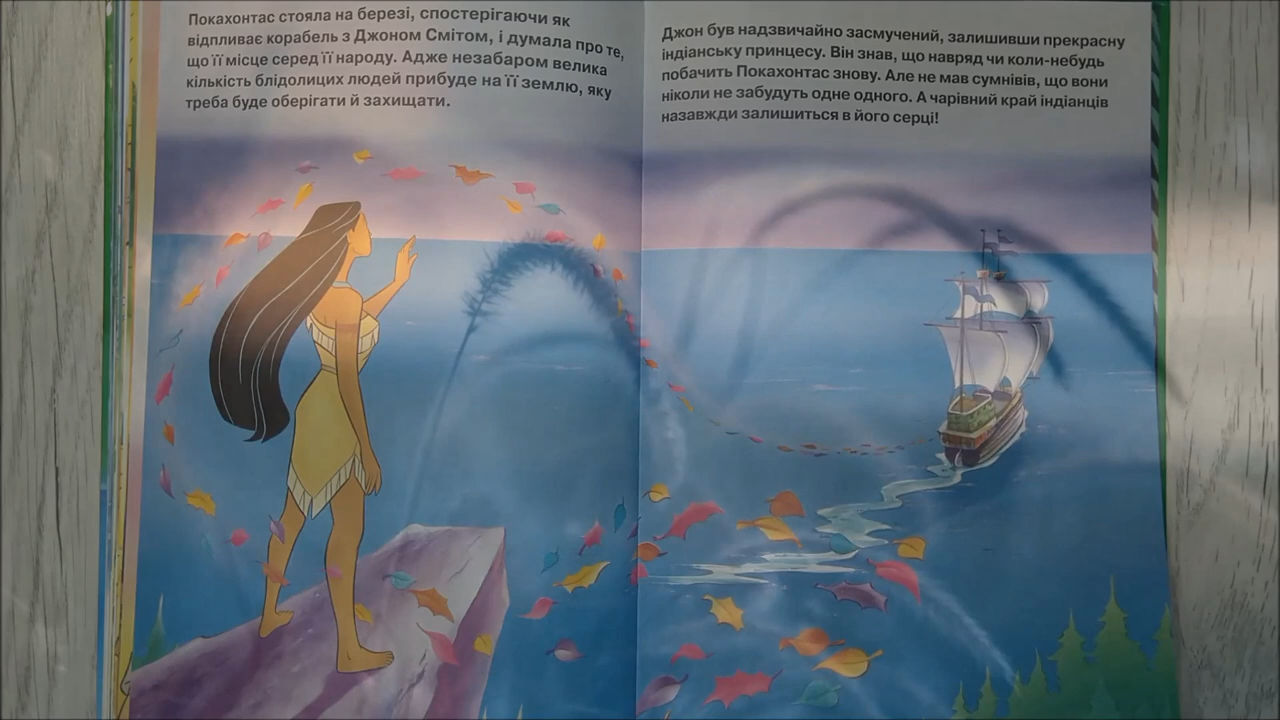 Покахонтас стояла на березі, спостерігаючи як
відпливає корабель з Джоном Смітом, і думала про те,
що її місце серед її народу. Адже незабаром велика
кількість блідолицих людей прибуде на її землю, яку
треба буде оберігати й захищати.
Джон був надзвичайно засмучений, залишивши прекрасну
індіанську принцесу. Він знав, що навряд чи коли-небудь
побачить Покахонтас знову. Але не мав сумнівів, що вони
ніколи не забудуть одне одного. А чарівний край індіанців
назавжди залишиться в його серці!